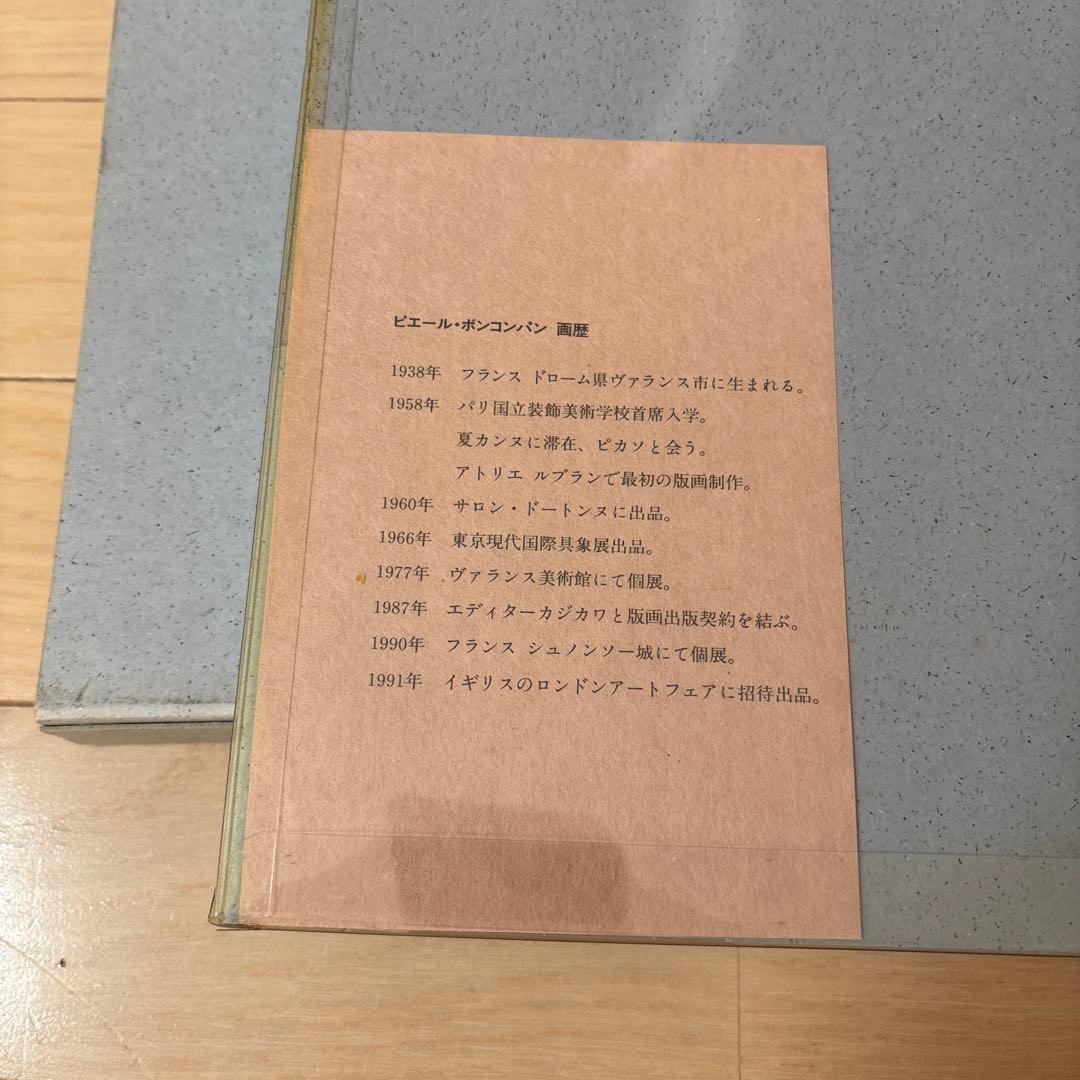 ピエール・ボンコンパン 画歴
1938年 フランス ドローム県ヴァランス市に生まれる。
1958年 パリ国立装飾美術学校首席入学。
夏カンヌに滞在、ピカソと会う。
アトリエ ルブランで最初の版画制作。
1960年 サロン・ドートンヌに出品。
1966年 東京現代国際具象展出品。
1977年 ヴァランス美術館にて個展。
1987年 エディターカジカワと版画出版契約を結ぶ。
1990年 フランス シュノンソー城にて個展。
1991年 イギリスのロンドンアートフェアに招待出品。